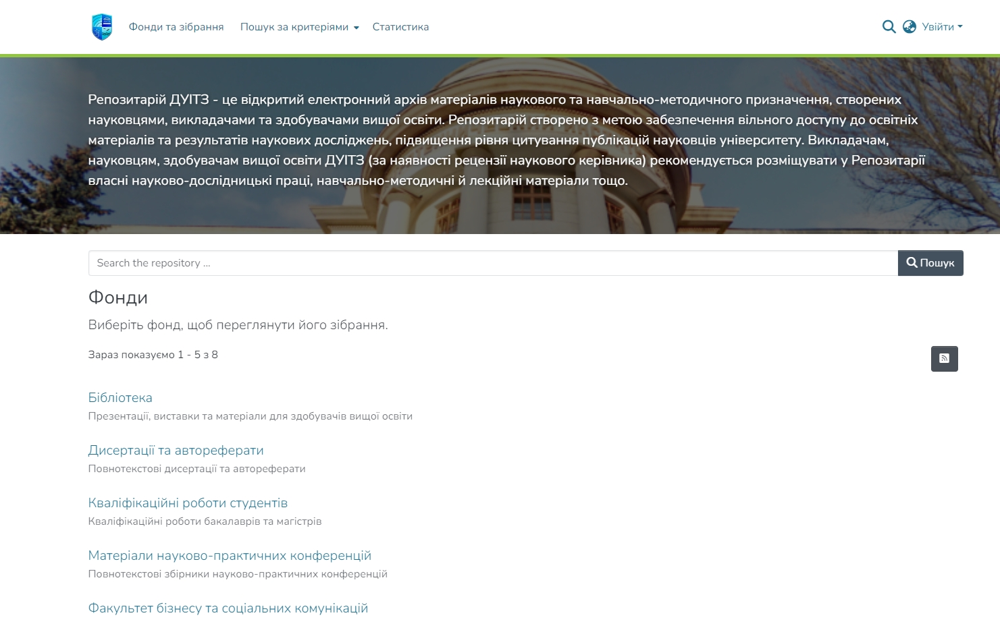 Фонди та зібрання Пошук за критеріями Статистика Увійти
Репозитарій ДУІТЗ - це відкритий електронний архів матеріалів наукового та навчально-методичного призначення, створених
науковцями, викладачами та здобувачами вищої освіти. Репозитарій створено з метою забезпечення вільного доступу до освітніх
матеріалів та результатів наукових досліджень, підвищення рівня цитування публікацій науковців університету. Викладачам,
науковцям, здобувачам вищої освіти ДУІТЗ (за наявності рецензії наукового керівника) рекомендується розміщувати у Репозитарії
власні науково-дослідницькі праці, навчально-методичні й лекційні матеріали тощо.
Search the repository ... Пошук
Фонди
Виберіть фонд, щоб переглянути його зібрання.
Зараз показуємо 1 - 5 з 8
Бібліотека
Презентації, виставки та матеріали для здобувачів вищої освіти
Дисертації та автореферати
Повнотекстові дисертації та автореферати
Кваліфікаційні роботи студентів
Кваліфікаційні роботи бакалаврів та магістрів
Матеріали науково-практичних конференцій
Повнотекстові збірники науково-практичних конференцій
Факультет бізнесу та соціальних комунікацій